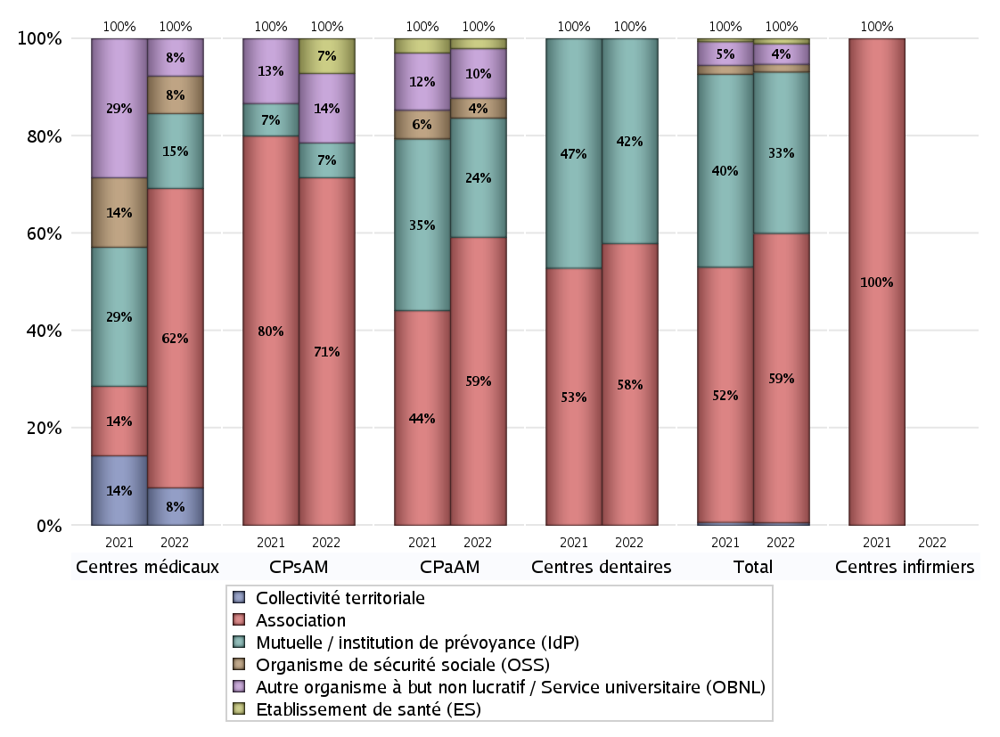 100% 100% 100% 100% 100% 100% 100% 100% 100% 100% 100%
100%
80%
60%
40%
20%
0%
29% 14% 29% 14% 14%
8% 8% 15% 62% 8%
13% 7% 80%
7% 14% 7% 71%
12% 6% 35% 44%
10% 4% 24% 59%
47% 53%
42% 58%
5% 40% 52%
4% 33% 59%
100%
2021 2022 2021 2022 2021 2022 2021 2022 2021 2022 2021 2022
Centres médicaux CPsAM CPaAM Centres dentaires Total Centres infirmiers
Collectivité territoriale
Association
Mutuelle / institution de prévoyance (IdP)
Organisme de sécurité sociale (OSS)
Autre organisme à but non lucratif / Service universitaire (OBNL)
Etablissement de santé (ES)